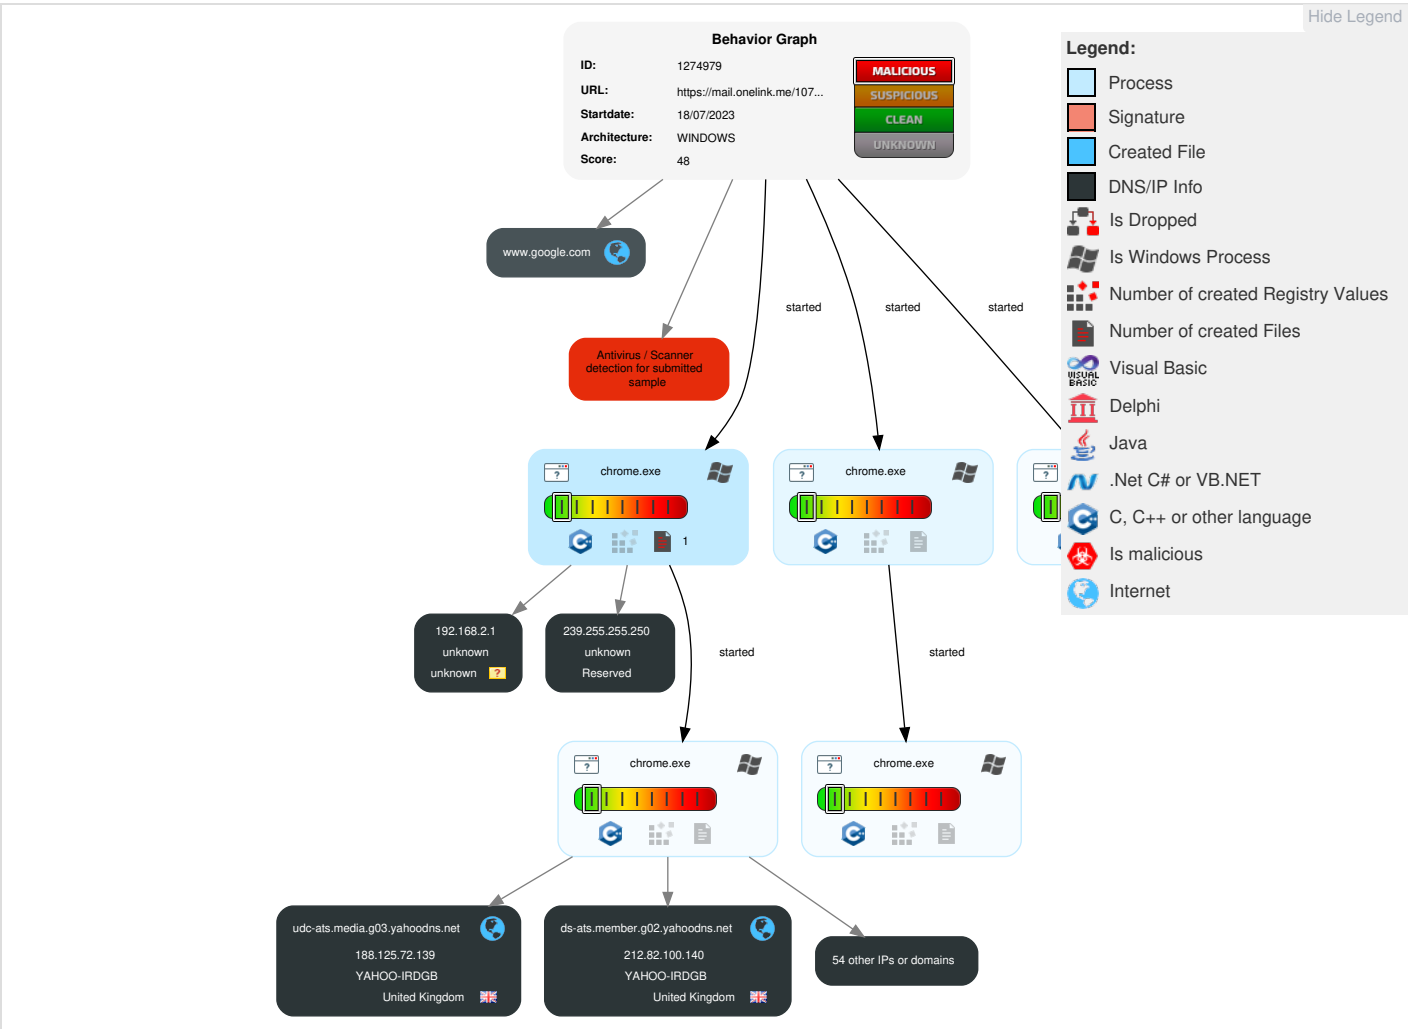 Hide Legend
Behavior Graph
ID: 1274979
URL: https://mail.onelink.me/107...
Startdate: 18/07/2023
Architecture: WINDOWS
Score: 48
MALICIOUS
SUSPICIOUS
CLEAN
UNKNOWN
Legend:
Process
Signature
Created File
DNS/IP Info
Is Dropped
Is Windows Process
Number of created Registry Values
Number of created Files
VISUAL
BASIC
Visual Basic
Delphi
Java
.Net C# or VB.NET
C, C++ or other language
Is malicious
Internet
www.google.com
started
started
started
Antivirus / Scanner
detection for submitted
sample
chrome.exe
1
chrome.exe
192.168.2.1
unknown
unknown
239.255.255.250
unknown
Reserved
started
started
chrome.exe
chrome.exe
udc-ats.media.g03.yahoodns.net
188.125.72.139
YAHOO-IRDGB
United Kingdom
ds-ats.member.g02.yahoodns.net
212.82.100.140
YAHOO-IRDGB
United Kingdom
54 other IPs or domains